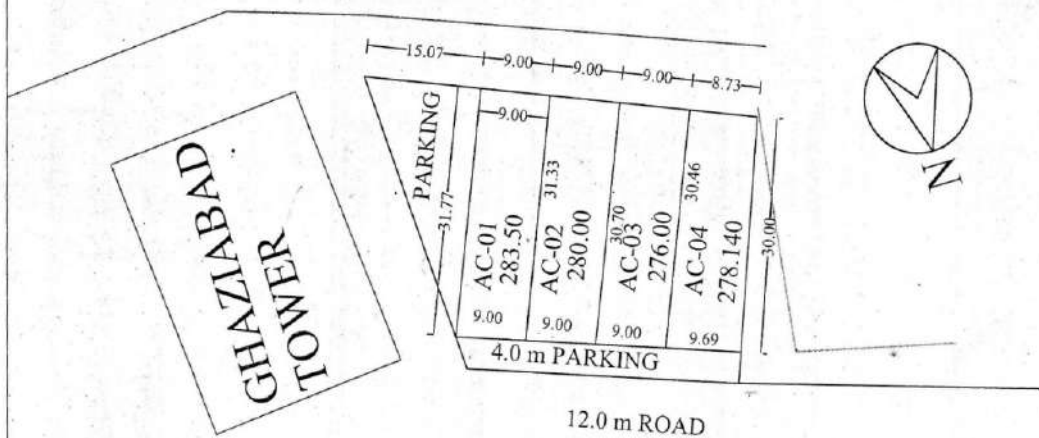 15.07
9.00
9.00
9.00
8.73
PARKING
31.77
9.00
31.33
30.70
30.46
30.00
AC-01
283.50
AC-02
280.00
AC-03
276.00
AC-04
278.140
9.00
9.00
9.00
9.69
4.0 m PARKING
12.0 m ROAD
GHAZIABAD
TOWER
N